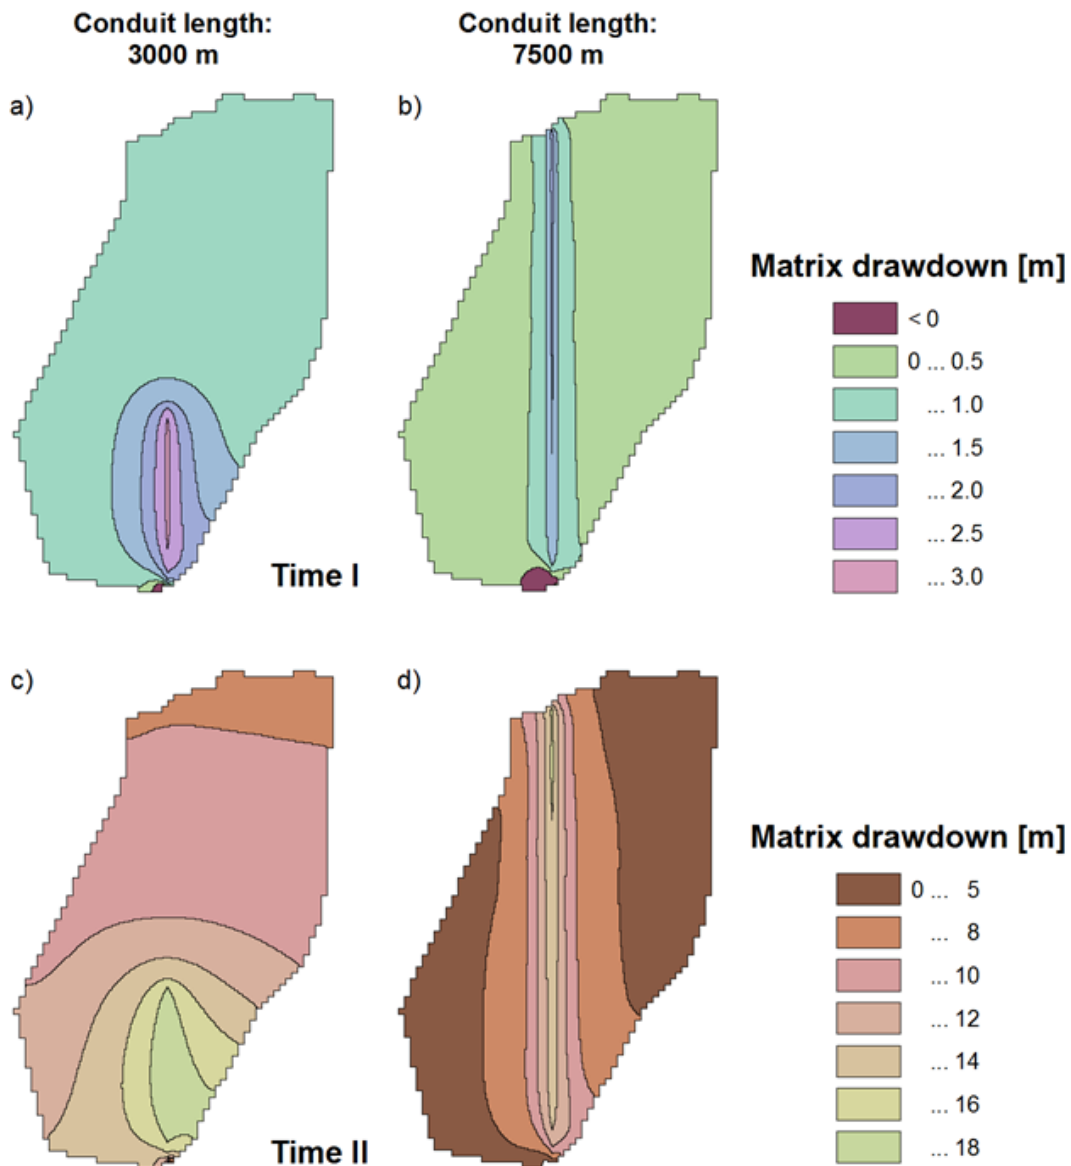 Conduit length:
3000 m
Conduit length:
7500 m
a)
b)
Matrix drawdown [m]
< 0
0 ... 0.5
... 1.0
... 1.5
... 2.0
... 2.5
... 3.0
Time I
c)
d)
Matrix drawdown [m]
0 ... 5
... 8
... 10
... 12
... 14
... 16
... 18
Time II